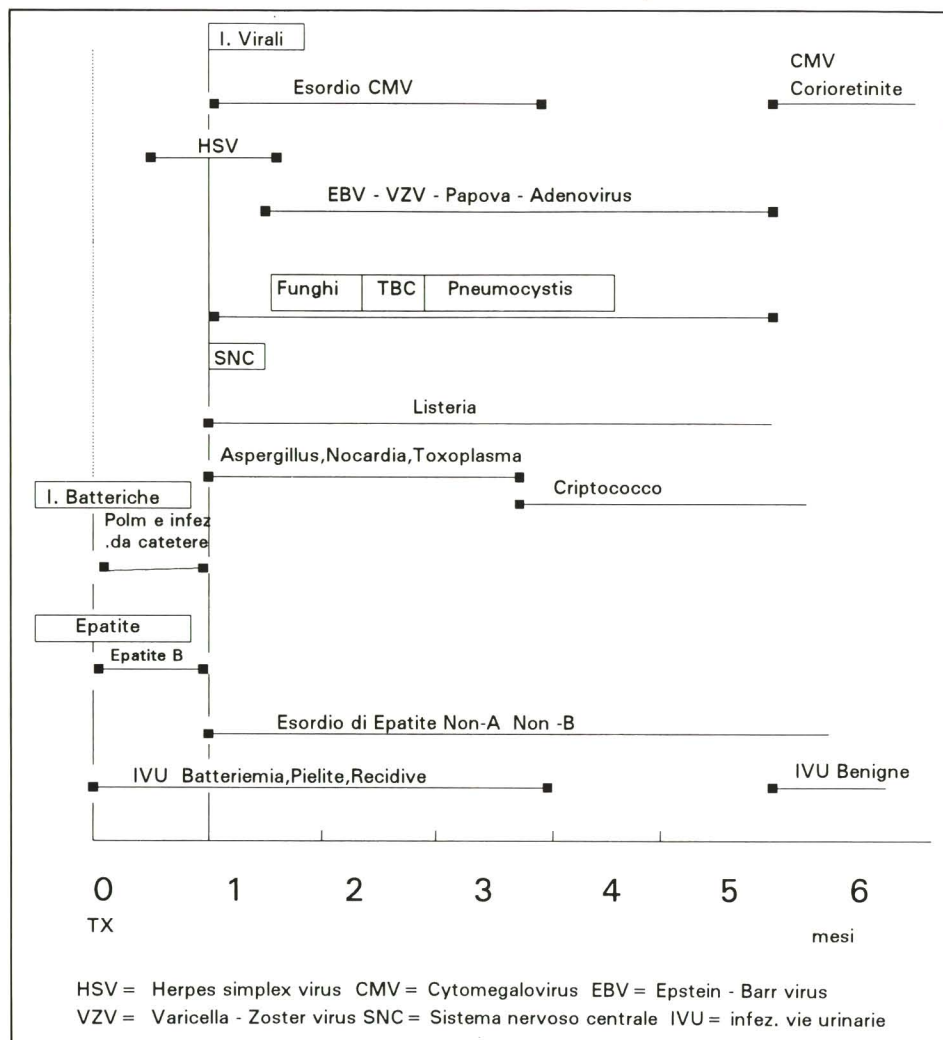 I. Virali
CMV
Corioretinite
Esordio CMV
HSV
EBV - VZV - Papova - Adenovirus
Funghi TBC Pneumocystis
SNC
Listeria
Aspergillus,Nocardia,Toxoplasma
I. Batteriche
Criptococco
Polm e infez
.da catetere
Epatite
Epatite B
Esordio di Epatite Non-A Non -B
IVU Batteriemia,Pielite,Recidive
IVU Benigne
0 1 2 3 4 5 6
TX
mesi
HSV = Herpes simplex virus CMV = Cytomegalovirus EBV = Epstein - Barr virus
VZV = Varicella - Zoster virus SNC = Sistema nervoso centrale IVU = infez. vie urinarie